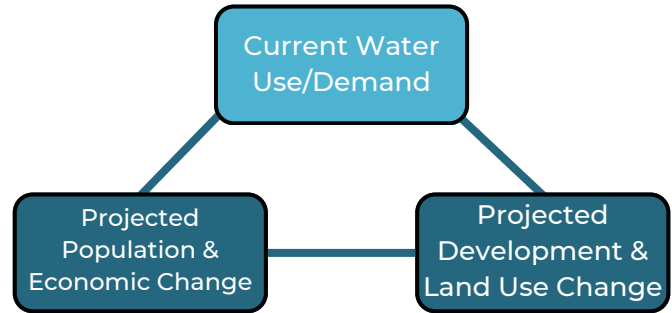 Current Water
Use/Demand
Projected
Population &
Economic Change
Projected
Development &
Land Use Change